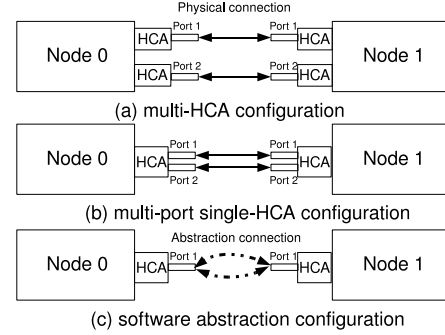 Physical connection
HCA Port 1 Port 1 HCA
Node 0 Node 1
HCA Port 2 Port 2 HCA
(a) multi-HCA configuration
Node 0 HCA Port 1 Port 1 HCA Node 1
Port 2 Port 2
(b) multi-port single-HCA configuration
Abstraction connection
Node 0 HCA Port 1 Port 1 HCA Node 1
(c) software abstraction configuration